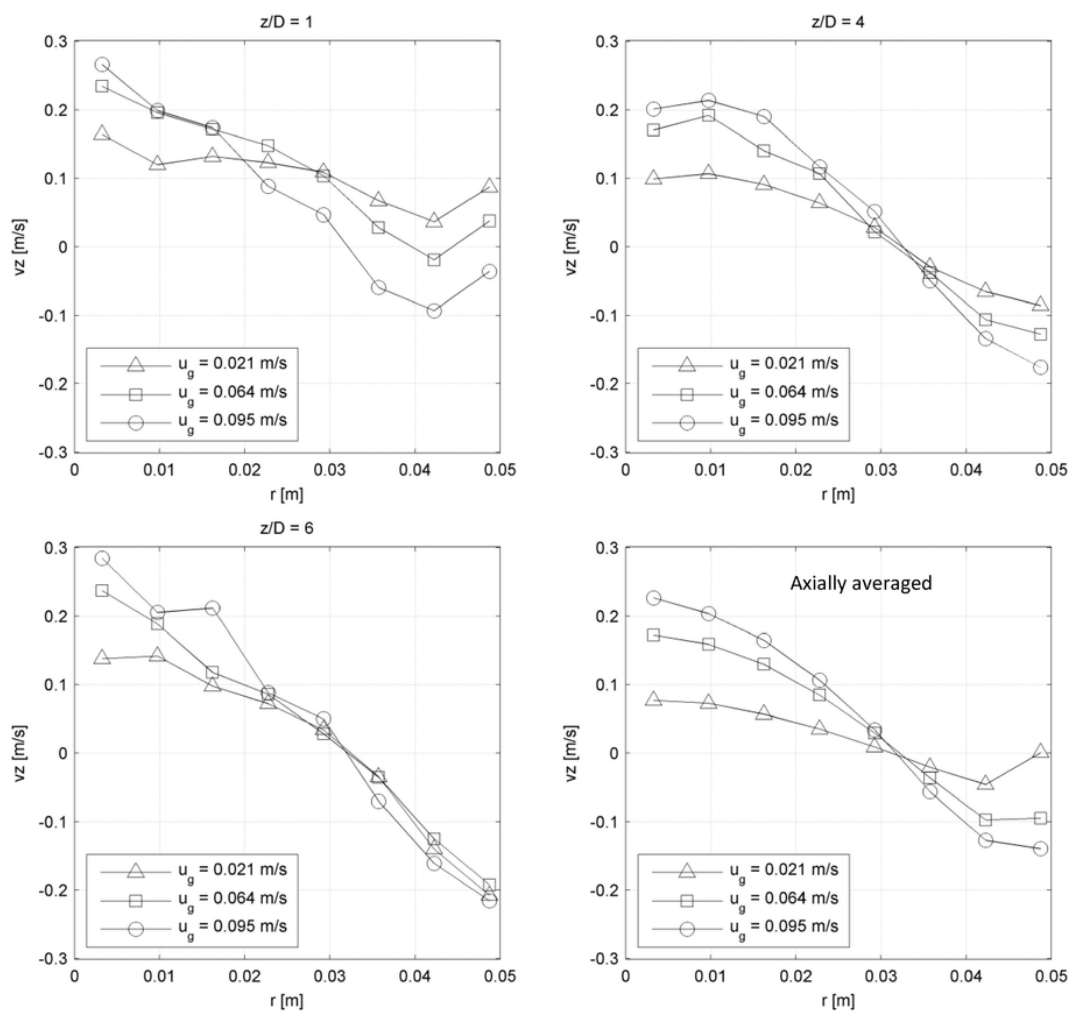 z/D = 1
0.3
0.2
0.1
0
-0.1
-0.2
-0.3
vz [m/s]
u_g = 0.021 m/s
u_g = 0.064 m/s
u_g = 0.095 m/s
0 0.01 0.02 0.03 0.04 0.05
r [m]
z/D = 4
0.3
0.2
0.1
0
-0.1
-0.2
-0.3
vz [m/s]
u_g = 0.021 m/s
u_g = 0.064 m/s
u_g = 0.095 m/s
0 0.01 0.02 0.03 0.04 0.05
r [m]
z/D = 6
0.3
0.2
0.1
0
-0.1
-0.2
-0.3
vz [m/s]
u_g = 0.021 m/s
u_g = 0.064 m/s
u_g = 0.095 m/s
0 0.01 0.02 0.03 0.04 0.05
r [m]
Axially averaged
0.3
0.2
0.1
0
-0.1
-0.2
-0.3
vz [m/s]
u_g = 0.021 m/s
u_g = 0.064 m/s
u_g = 0.095 m/s
0 0.01 0.02 0.03 0.04 0.05
r [m]